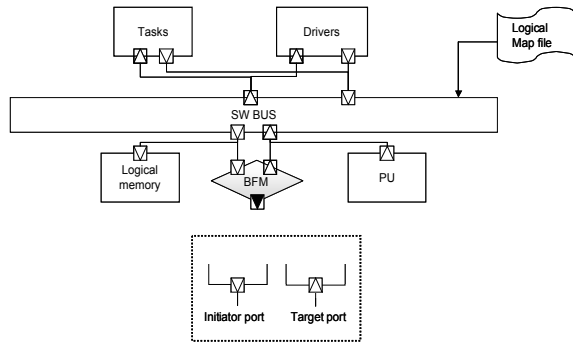 Tasks
Drivers
Logical
Map file
SW BUS
Logical
memory
BFM
PU
Initiator port
Target port